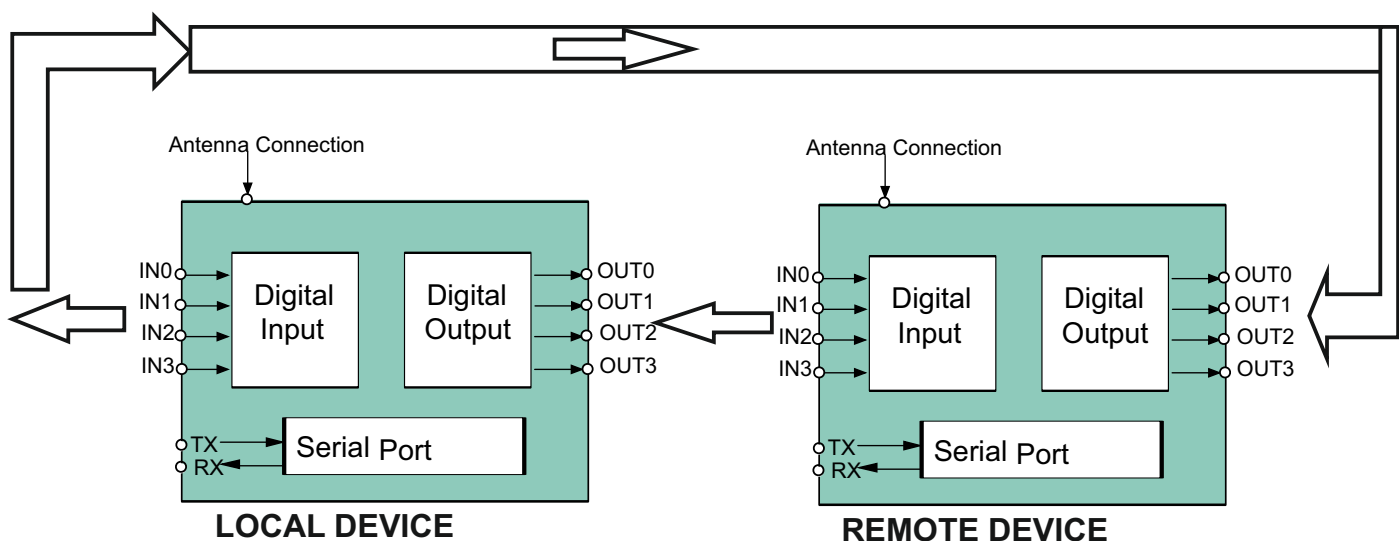 Antenna Connection
IN0
IN1
IN2
IN3
Digital
Input
Digital
Output
OUT0
OUT1
OUT2
OUT3
TX
RX
Serial Port
LOCAL DEVICE
Antenna Connection
IN0
IN1
IN2
IN3
Digital
Input
Digital
Output
OUT0
OUT1
OUT2
OUT3
TX
RX
Serial Port
REMOTE DEVICE